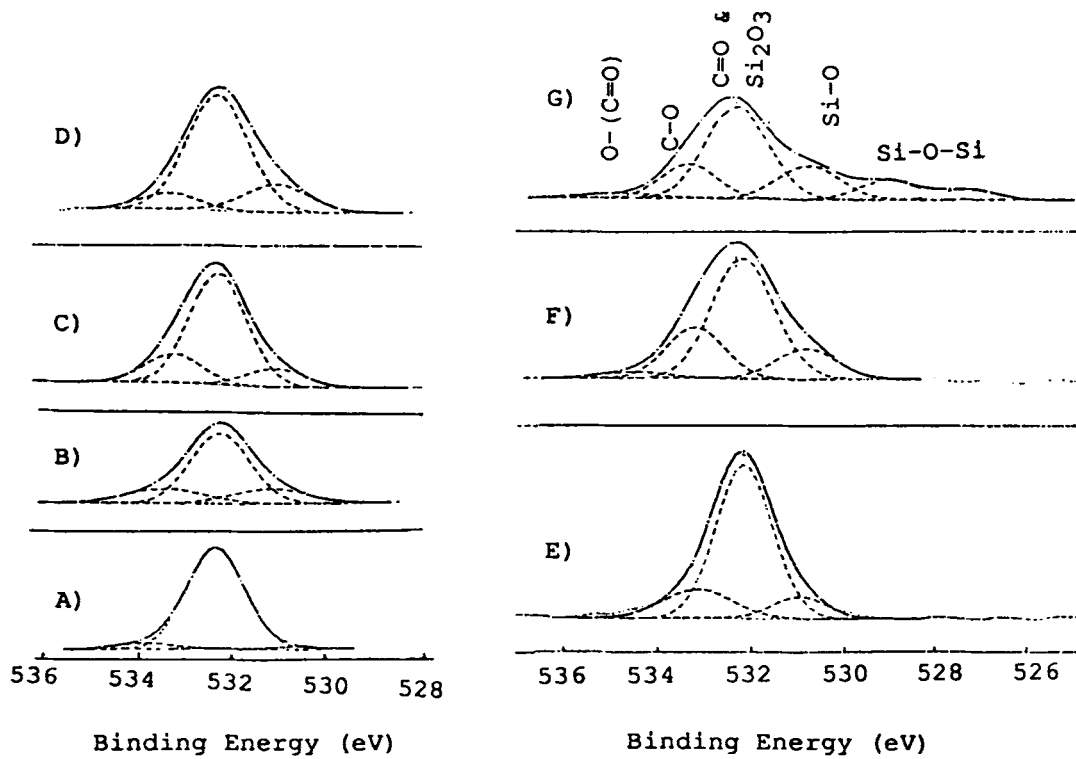 D)
C)
B)
A)
536 534 532 530 528
Binding Energy (eV)
G)
O-(C=O)
C-O
C=O &
Si₂O₃
Si-O
Si-O-Si
F)
E)
536 534 532 530 528 526
Binding Energy (eV)